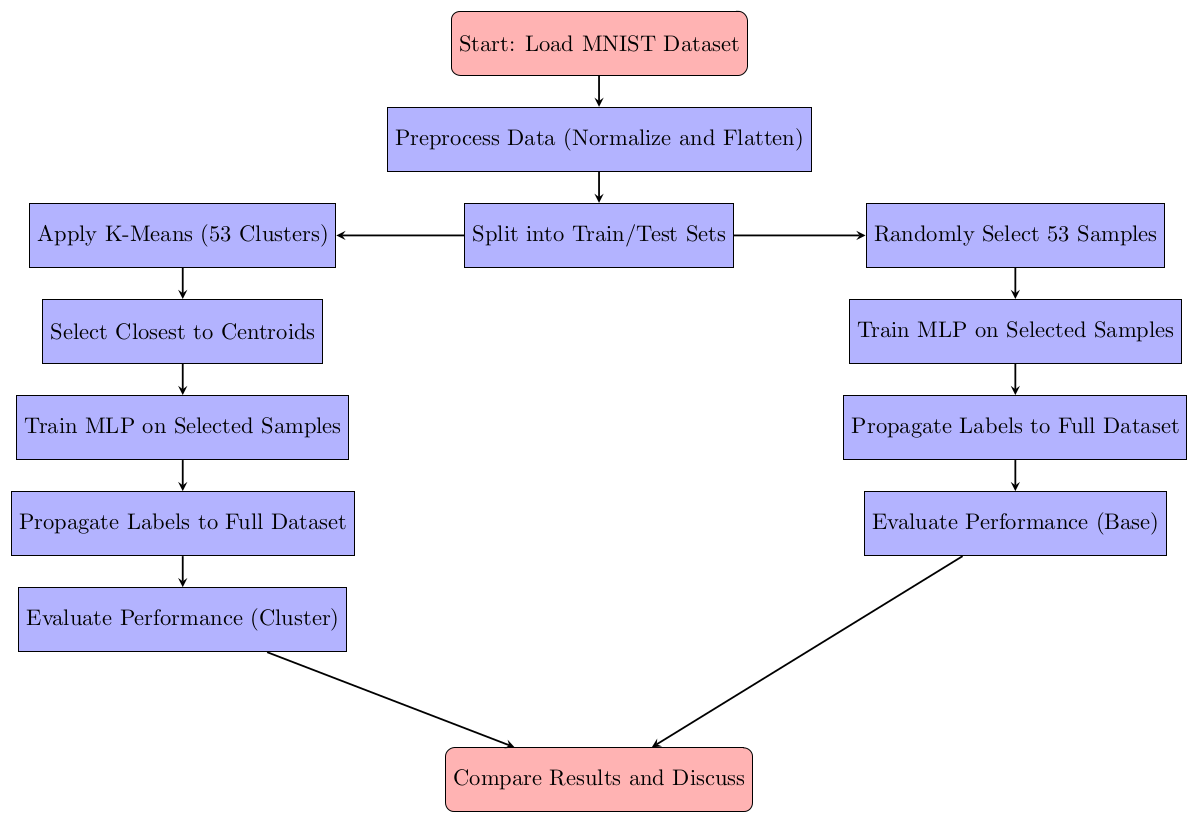 Start: Load MNIST Dataset
Preprocess Data (Normalize and Flatten)
Split into Train/Test Sets
Apply K-Means (53 Clusters)
Select Closest to Centroids
Train MLP on Selected Samples
Propagate Labels to Full Dataset
Evaluate Performance (Cluster)
Randomly Select 53 Samples
Train MLP on Selected Samples
Propagate Labels to Full Dataset
Evaluate Performance (Base)
Compare Results and Discuss